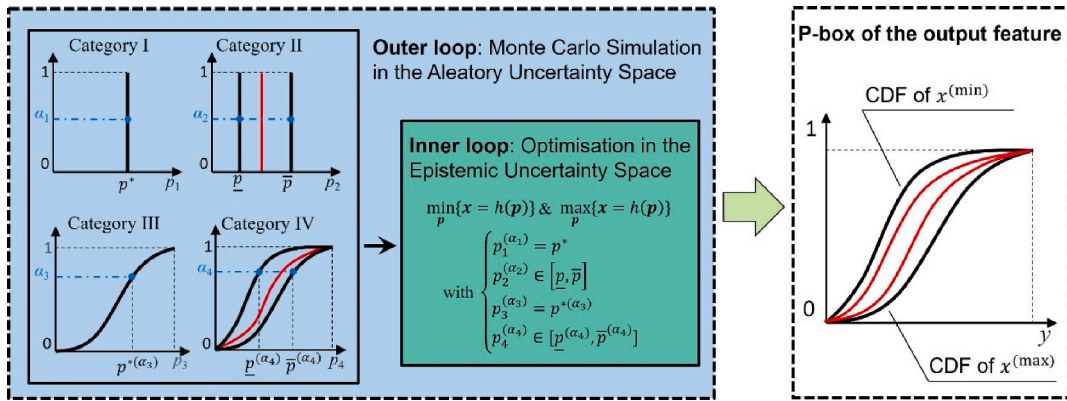 Category I
1
α₁
0
p*
p₁
Category II
1
α₂
0
p̲
p̅
p₂
Category III
1
α₃
0
p*⁽ᵅ³⁾
p₃
Category IV
1
α₄
0
p̲⁽ᵅ⁴⁾
p̅⁽ᵅ⁴⁾
p₄
Outer loop: Monte Carlo Simulation
in the Aleatory Uncertainty Space
Inner loop: Optimisation in the
Epistemic Uncertainty Space
min{x = h(p)} & max{x = h(p)}
p p
p₁^(α₁) = p*
p₂^(α₂) ∈ [p̲, p̅]
with
p₃^(α₃) = p*^(α₃)
p₄^(α₄) ∈ [p̲^(α₄), p̅^(α₄)]
P-box of the output feature
CDF of x^(min)
1
0
y
CDF of x^(max)